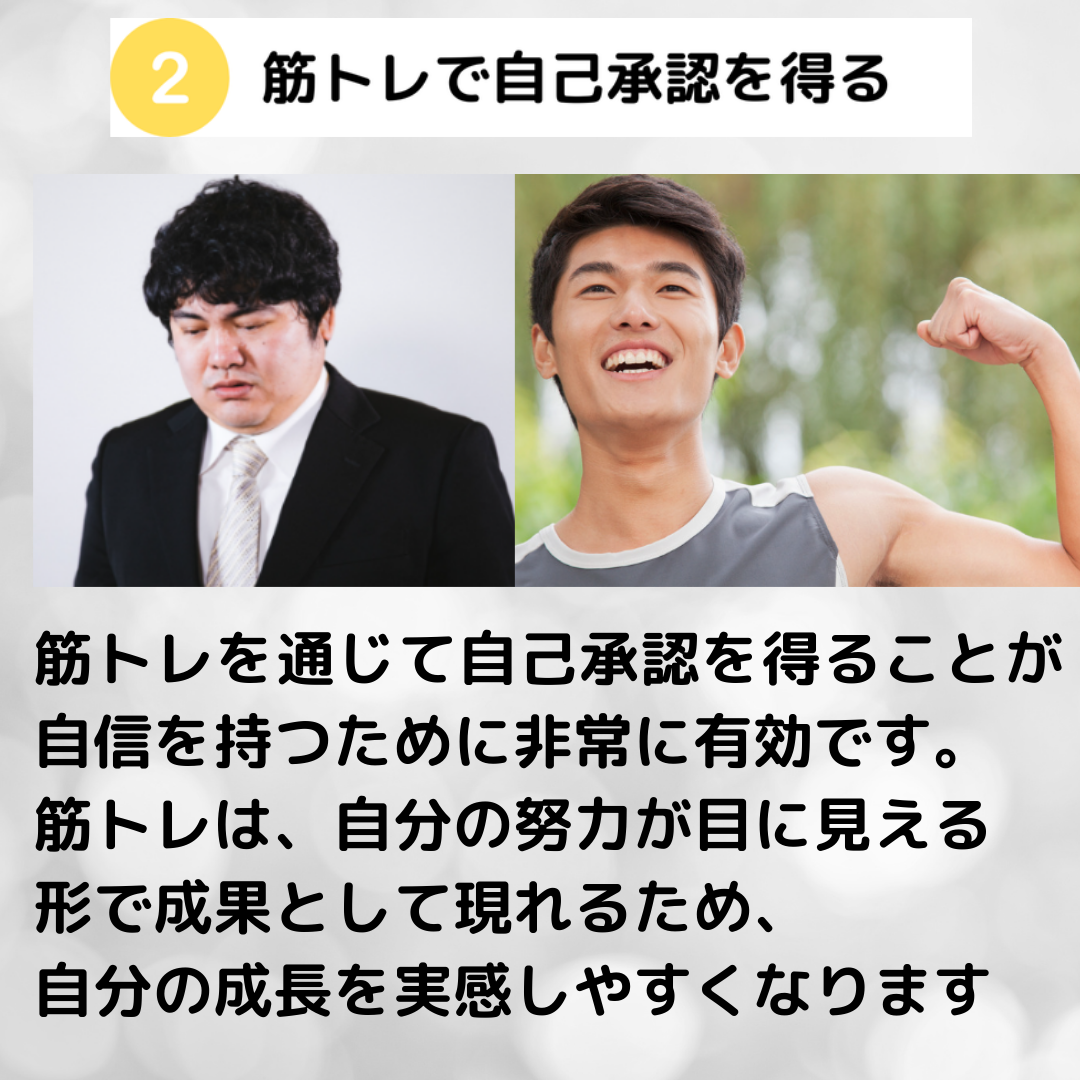 2 筋トレで自己承認を得る
筋トレを通じて自己承認を得ることが
自信を持つために非常に有効です。
筋トレは、自分の努力が目に見える
形で成果として現れるため、
自分の成長を実感しやすくなります